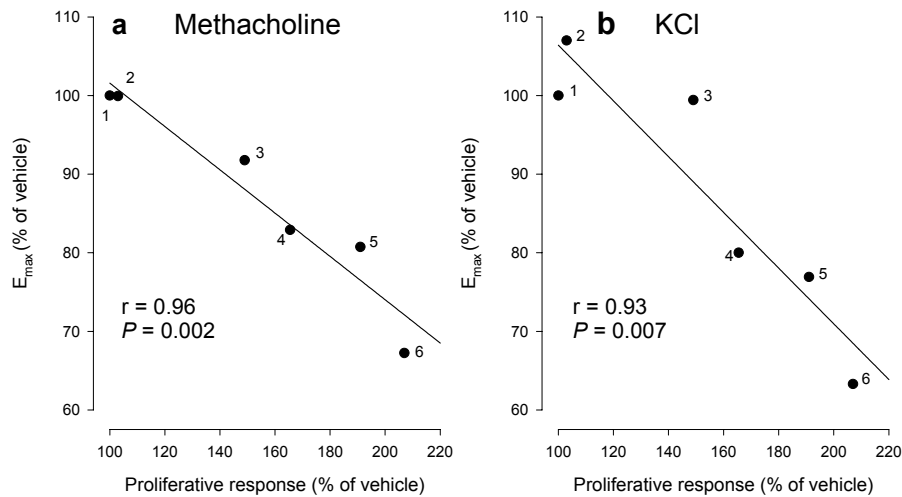 a Methacholine
110
100
90
80
70
60
E_max (% of vehicle)
1
2
3
4
5
6
r = 0.96
P = 0.002
100 120 140 160 180 200 220
Proliferative response (% of vehicle)
b KCl
110
100
90
80
70
60
E_max (% of vehicle)
1
2
3
4
5
6
r = 0.93
P = 0.007
100 120 140 160 180 200 220
Proliferative response (% of vehicle)